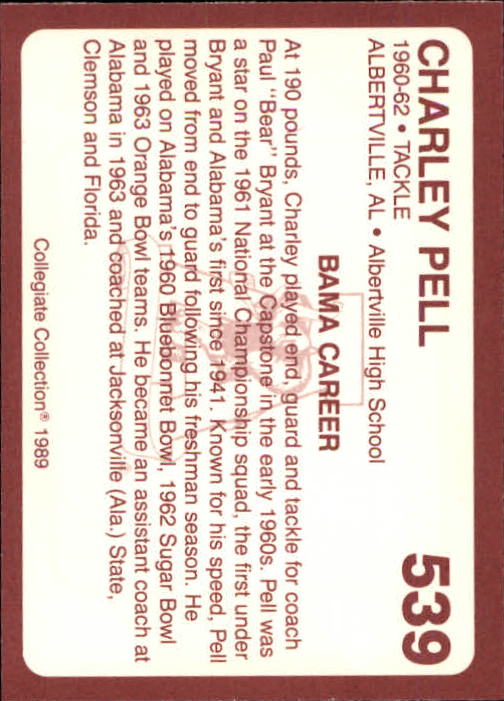 CHARLEY PELL 539
1960-62 • TACKLE
ALBERTVILLE, AL • Albertville High School
BAMA CAREER
At 190 pounds, Charley played end, guard and tackle for coach
Paul "Bear" Bryant at the Capstone in the early 1960s. Pell was
a star on the 1961 National Championship squad, the first under
Bryant and Alabama's first since 1941. Known for his speed, Pell
moved from end to guard following his freshman season. He
played on Alabama's 1960 Bluebonnet Bowl, 1962 Sugar Bowl
and 1963 Orange Bowl teams. He became an assistant coach at
Alabama in 1963 and coached at Jacksonville (Ala.) State,
Clemson and Florida.
Collegiate Collection® 1989